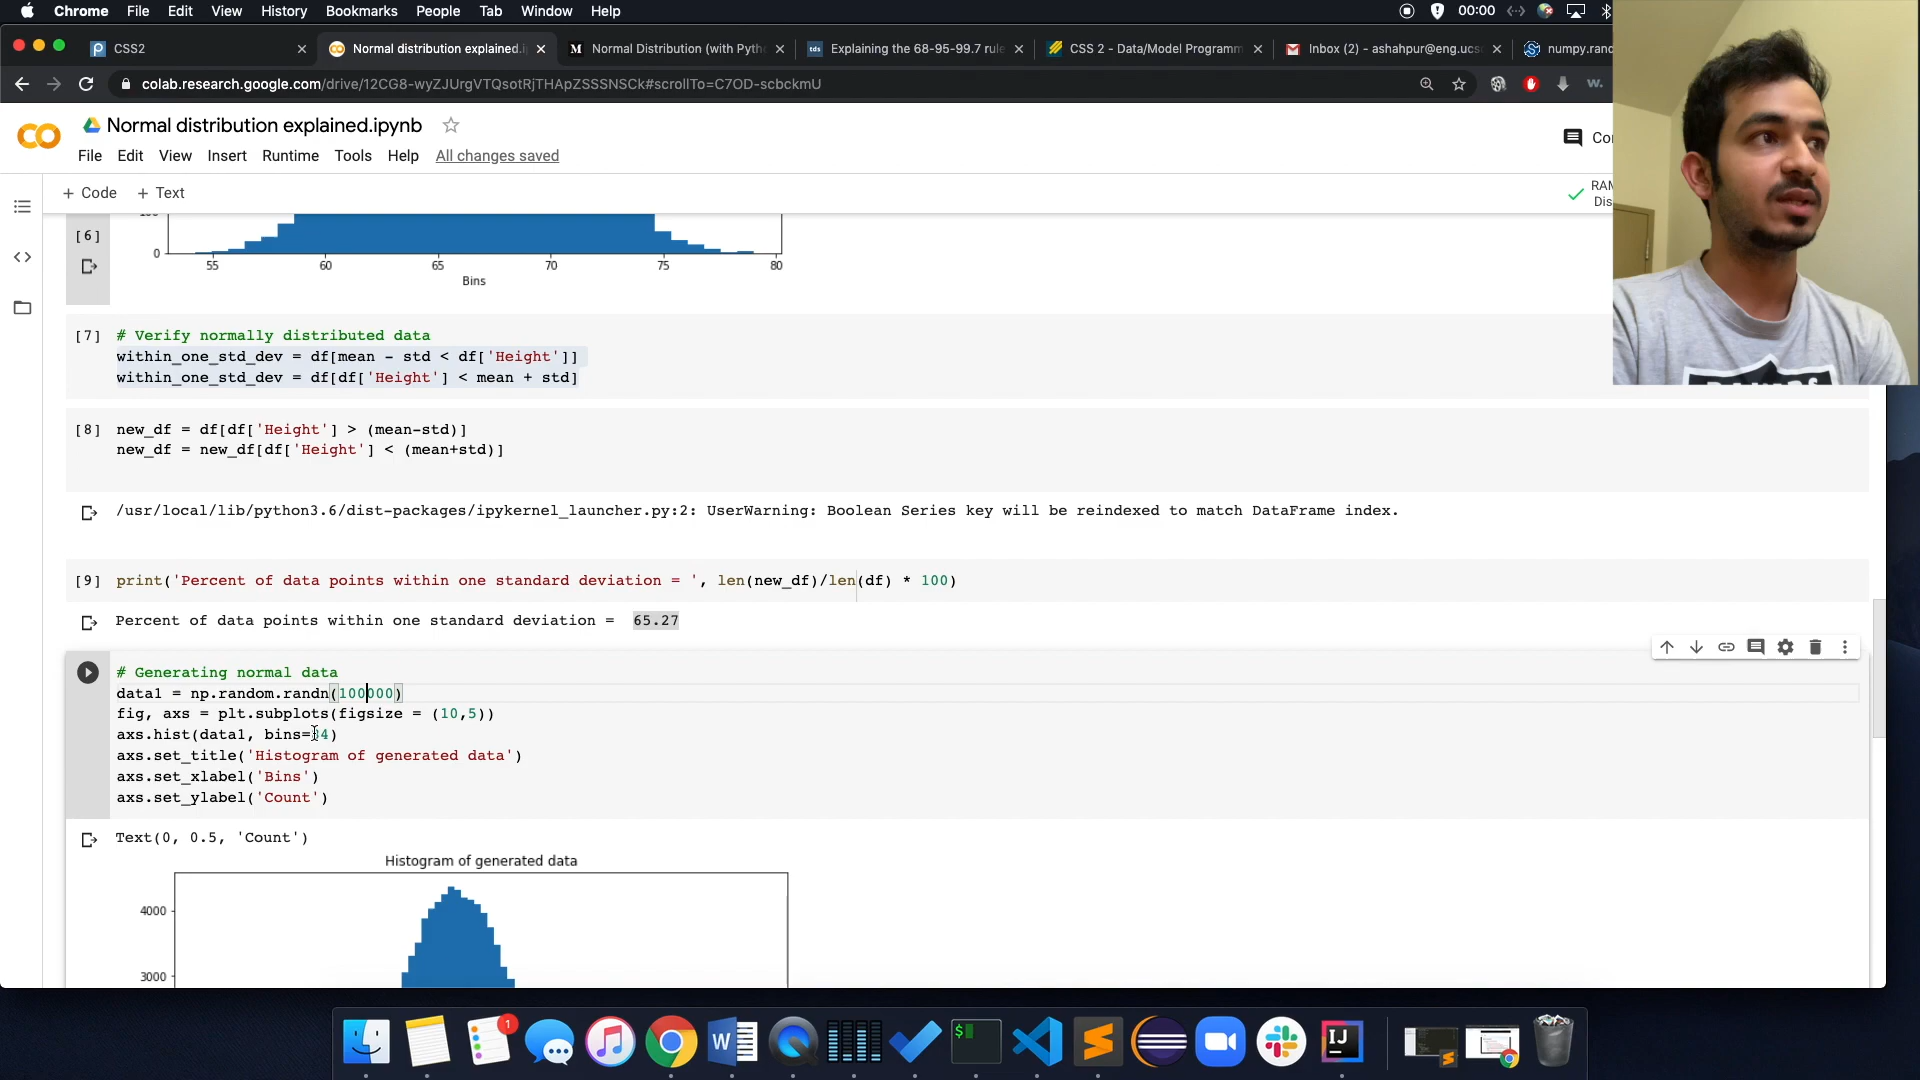 Chrome File Edit View History Bookmarks People Tab Window Help 00:00
CSS2
Normal distribution explained.i
Normal Distribution (with Pyth
Explaining the 68-95-99.7 rule
CSS 2 - Data/Model Programm
Inbox (2) - ashahpur@eng.ucs
numpy.rand
colab.research.google.com/drive/12CG8-wyZJUrgVTQsotRjTHApZSSSNSCk#scrollTo=C7OD-scbckmU
Normal distribution explained.ipynb
Co
File Edit View Insert Runtime Tools Help All changes saved
+ Code + Text
RAM
Dis
[6]
0
55 60 65 70 75 80
Bins
[7] # Verify normally distributed data
within_one_std_dev = df[mean - std < df['Height']]
within_one_std_dev = df[df['Height'] < mean + std]
[8] new_df = df[df['Height'] > (mean-std)]
new_df = new_df[df['Height'] < (mean+std)]
/usr/local/lib/python3.6/dist-packages/ipykernel_launcher.py:2: UserWarning: Boolean Series key will be reindexed to match DataFrame index.
[9] print('Percent of data points within one standard deviation = ', len(new_df)/len(df) * 100)
Percent of data points within one standard deviation = 65.27
# Generating normal data
data1 = np.random.randn(100000)
fig, axs = plt.subplots(figsize = (10,5))
axs.hist(data1, bins=84)
axs.set_title('Histogram of generated data')
axs.set_xlabel('Bins')
axs.set_ylabel('Count')
Text(0, 0.5, 'Count')
Histogram of generated data
4000
3000